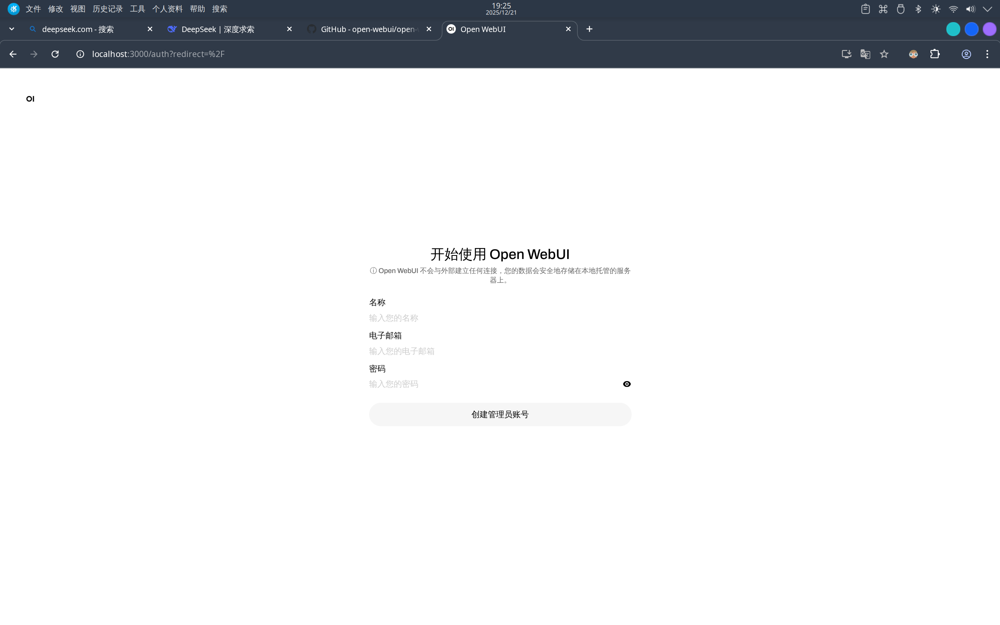 文件 修改 视图 历史记录 工具 个人资料 帮助 搜索
19:25
2025/12/21
deepseek.com - 搜索
DeepSeek | 深度求索
GitHub - open-webui/open-
OI Open WebUI
localhost:3000/auth?redirect=%2F
OI
开始使用 Open WebUI
Open WebUI 不会与外部建立任何连接，您的数据会安全地存储在本地托管的服务
器上。
名称
输入您的名称
电子邮箱
输入您的电子邮箱
密码
输入您的密码
创建管理员账号